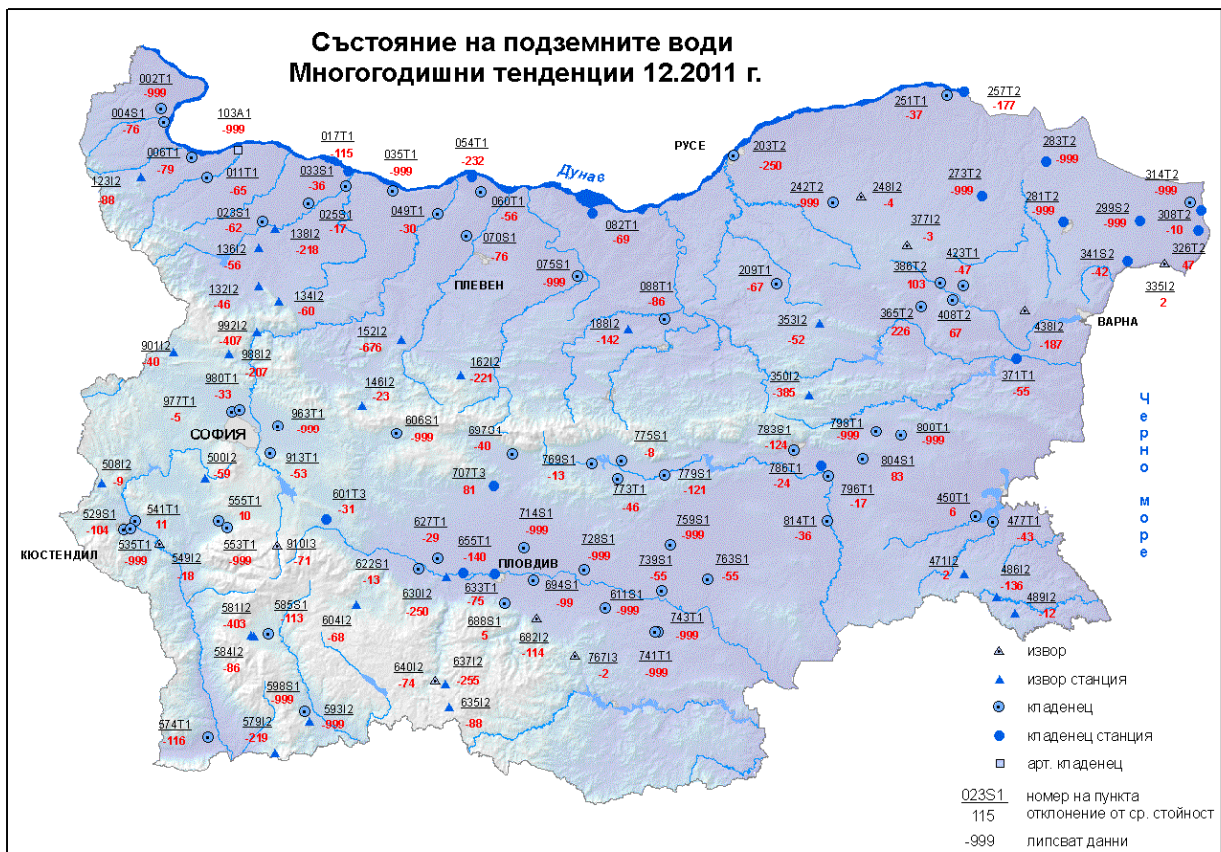 Състояние на подземните води
Многогодишни тенденции 12.2011 г.
002T1
-999
004S1
-76
103A1
-999
006T1
-79
011T1
-65
017T1
-115
033S1
-36
035T1
-999
054T1
-232
Дунав
РУСЕ
203T2
-250
251T1
-37
257T2
-177
283T2
-999
314T2
-999
123I2
-88
028S1
-62
025S1
-17
049T1
-30
060T1
-56
082T1
-69
242T2
-999
248I2
-4
273T2
-999
281T2
-999
299S2
-999
308T2
-10
136I2
-56
138I2
-218
070S1
-76
377I2
-3
423T1
-47
341S2
-42
326T2
47
132I2
-46
134I2
-60
ПЛЕВЕН
075S1
-999
088T1
-86
209T1
-67
386T2
103
335I2
2
992I2
-407
152I2
-676
188I2
-142
353I2
-52
365T2
226
408T2
67
438I2
-187
ВАРНА
901I2
-40
988I2
-207
162I2
-221
371T1
-55
980T1
-33
146I2
-23
350I2
-385
977T1
-5
СОФИЯ
963T1
-999
606S1
-999
697S1
-40
775S1
-8
783S1
-124
798T1
-999
800T1
-999
Черно море
508I2
-9
500I2
-59
913T1
-53
707T3
81
769S1
-13
773T1
-46
779S1
-121
786T1
-24
796T1
-17
804S1
83
529S1
-104
541T1
11
555T1
10
601T3
-31
627T1
-29
714S1
-999
759S1
-999
814T1
-36
450T1
6
477T1
-43
КЮСТЕНДИЛ
535T1
-999
549I2
18
553T1
-999
910I3
-71
622S1
-13
655T1
-140
ПЛОВДИВ
728S1
-999
739S1
-55
763S1
-55
471I2
2
486I2
-136
489I2
-12
581I2
-403
585S1
113
604I2
-68
630I2
-250
633T1
-75
694S1
-99
611S1
-999
743T1
-999
584I2
-86
688S1
5
682I2
-114
767I3
-2
741T1
-999
640I2
-74
637I2
-255
635I2
-88
598S1
-999
593I2
-909
574T1
-116
579I2
-219
извор
извор станция
кладенец
кладенец станция
арт. кладенец
023S1 номер на пункта
115 отклонение от ср. стойност
-999 липсват данни